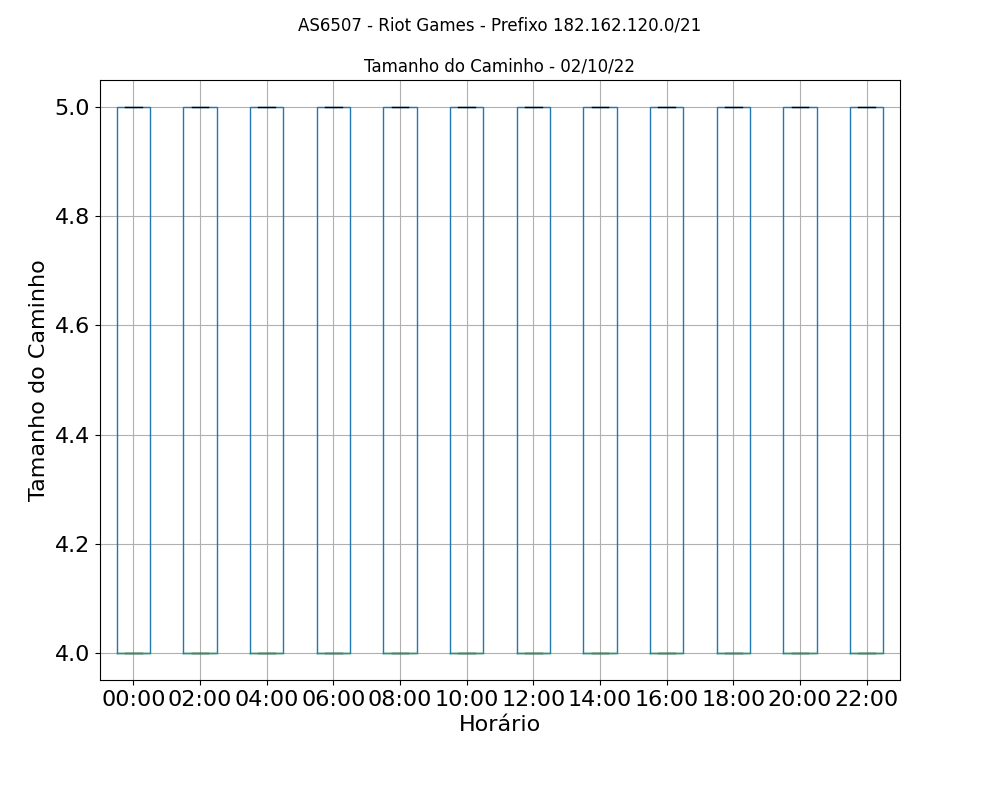 AS6507 - Riot Games - Prefixo 182.162.120.0/21
Tamanho do Caminho - 02/10/22
5.0
4.8
4.6
4.4
4.2
4.0
Tamanho do Caminho
00:00 02:00 04:00 06:00 08:00 10:00 12:00 14:00 16:00 18:00 20:00 22:00
Horário